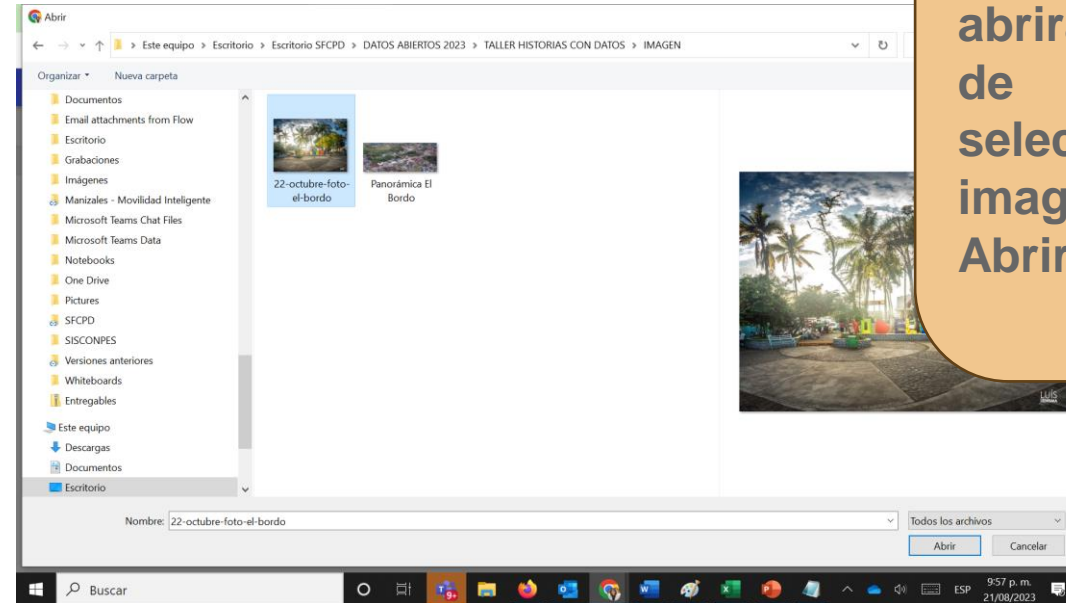 Abrir
Este equipo > Escritorio > Escritorio SFCPD > DATOS ABIERTOS 2023 > TALLER HISTORIAS CON DATOS > IMAGEN
Organizar Nueva carpeta
Documentos
Email attachments from Flow
Escritorio
Grabaciones
Imágenes
Manizales - Movilidad Inteligente
Microsoft Teams Chat Files
Microsoft Teams Data
Notebooks
One Drive
Pictures
SFCPD
SISCONPES
Versiones anteriores
Whiteboards
Entregables
Este equipo
Descargas
Documentos
Escritorio
22-octubre-foto-
el-bordo
Panorámica El
Bordo
de
Abrir
LUIS
Nombre: 22-octubre-foto-el-bordo
Todos los archivos
Abrir Cancelar
Buscar
9+
ESP
9:57 p. m.
21/08/2023